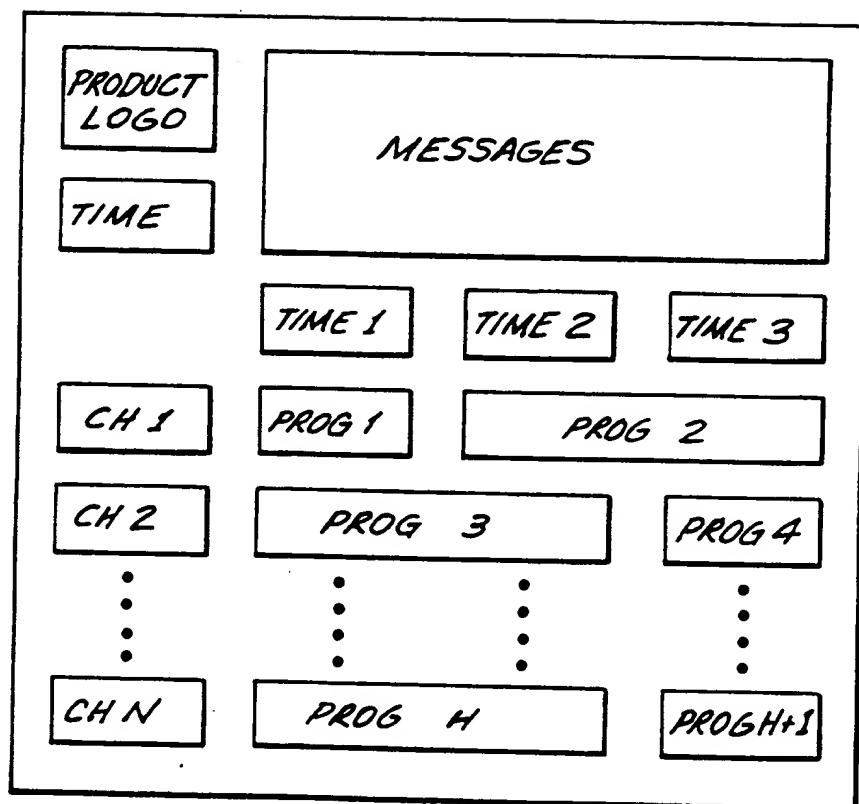 PRODUCT
LOGO
MESSAGES
TIME
TIME 1
TIME 2
TIME 3
CH 1
PROG 1
PROG 2
CH 2
PROG 3
PROG 4
CH N
PROG H
PROG H+1